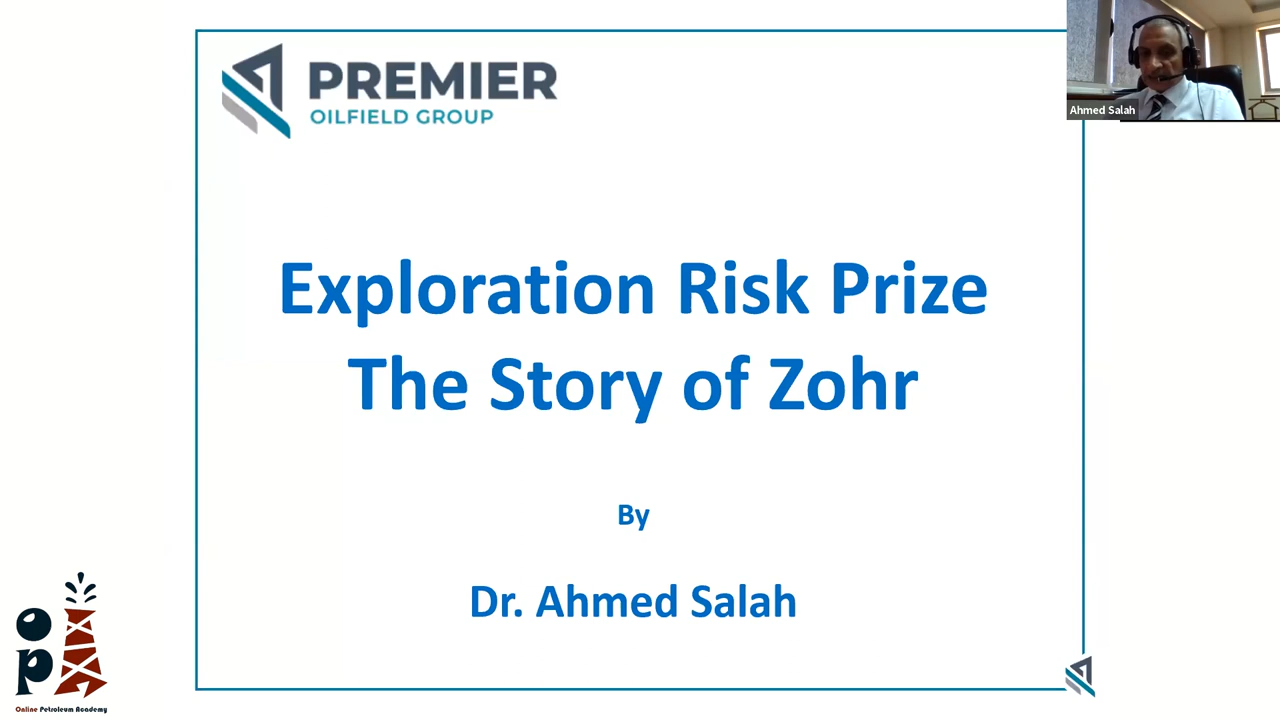 PREMIER
OILFIELD GROUP
Ahmed Salah
Exploration Risk Prize
The Story of Zohr
By
Dr. Ahmed Salah
OPA
Online Petroleum Academy